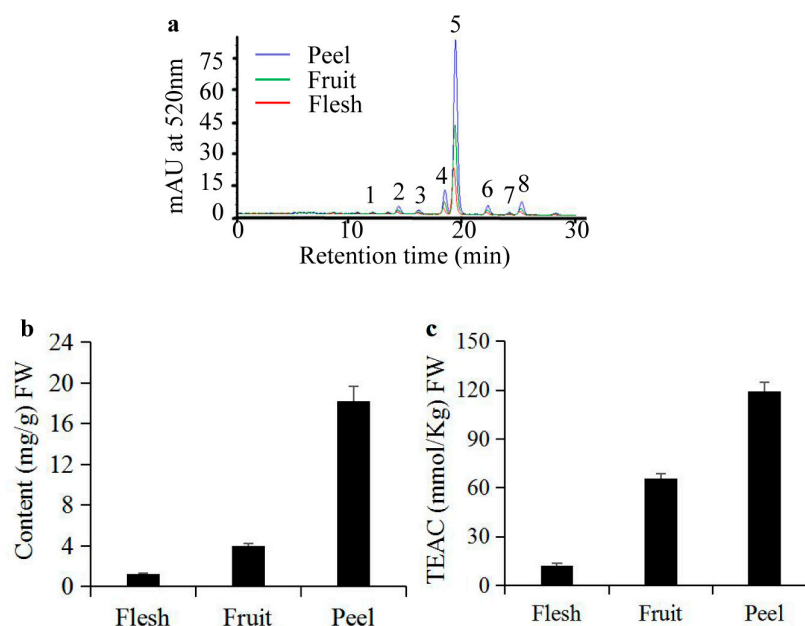 a
5
75
60
45
30
15
0
mAU at 520nm
Peel
Fruit
Flesh
1
2
3
4
6
7
8
0
10
20
30
Retention time (min)
b
24
20
16
12
8
4
0
Content (mg/g) FW
Flesh
Fruit
Peel
c
150
120
90
60
30
0
TEAC (mmol/Kg) FW
Flesh
Fruit
Peel